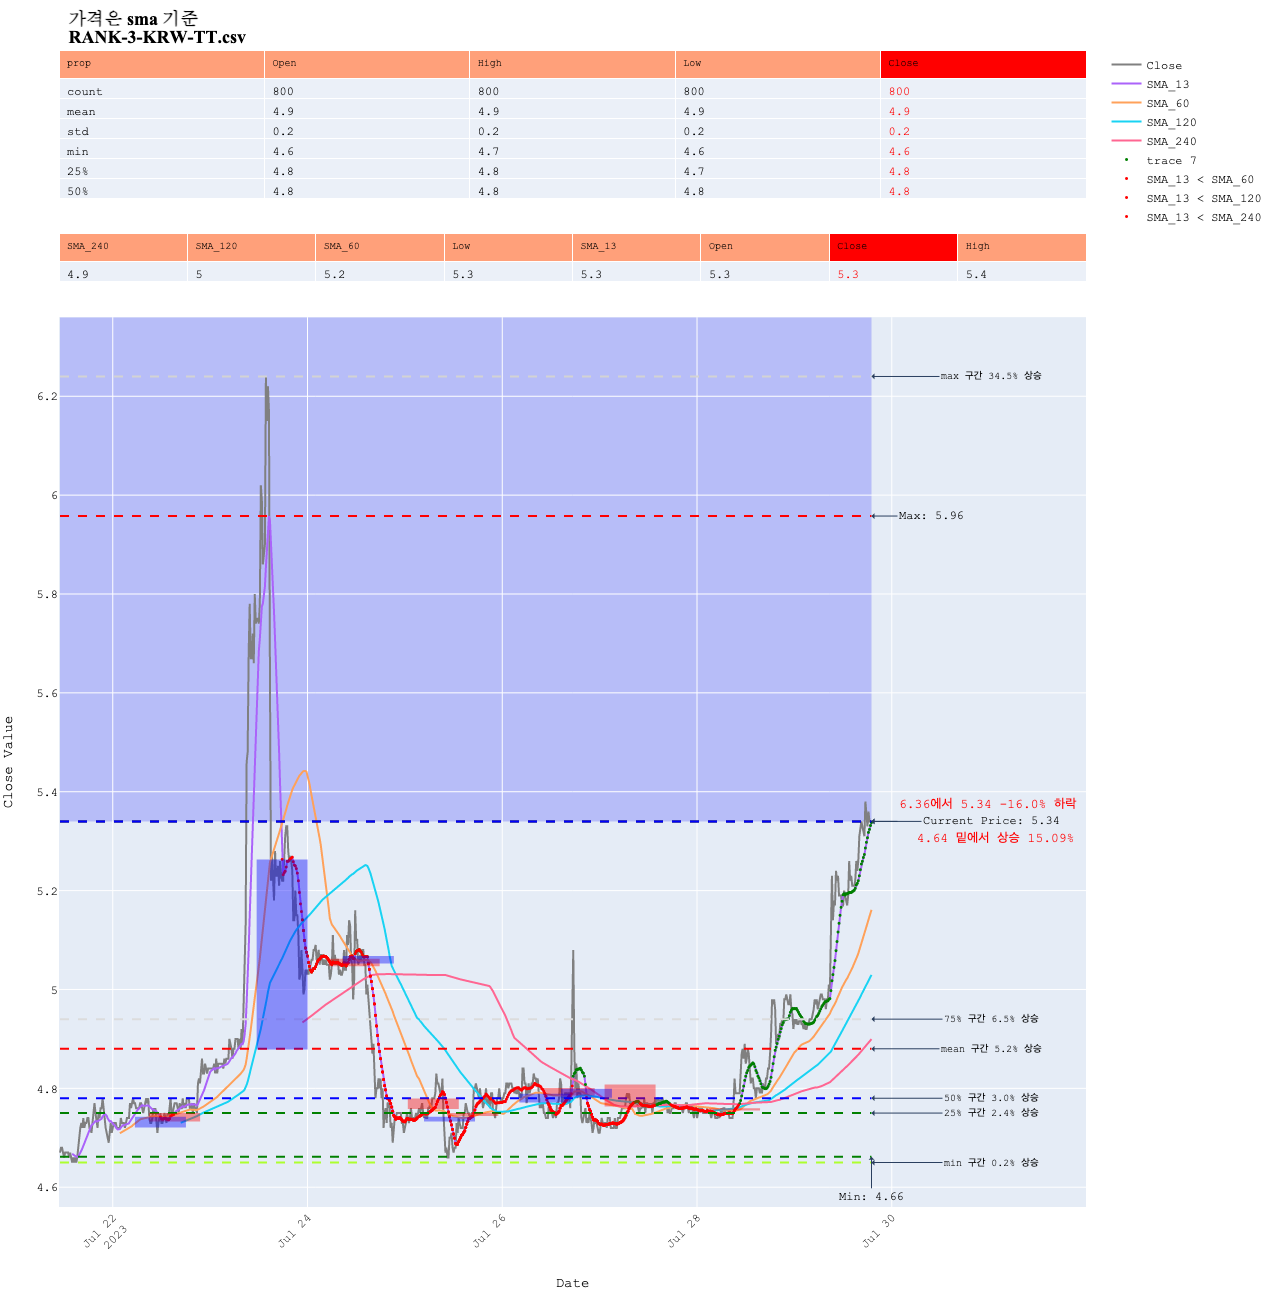 가격은 sma 기준
RANK-3-KRW-TT.csv
prop Open High Low Close
count 800 800 800 800
mean 4.9 4.9 4.9 4.9
std 0.2 0.2 0.2 0.2
min 4.6 4.7 4.6 4.6
25% 4.8 4.8 4.7 4.8
50% 4.8 4.8 4.8 4.8
SMA_240 SMA_120 SMA_60 Low SMA_13 Open Close High
4.9 5 5.2 5.3 5.3 5.3 5.3 5.4
Close
SMA_13
SMA_60
SMA_120
SMA_240
trace 7
SMA_13 < SMA_60
SMA_13 < SMA_120
SMA_13 < SMA_240
max 구간 34.5% 상승
6.2
6
Max: 5.96
5.8
5.6
5.4
6.36에서 5.34 -16.0% 하락
Current Price: 5.34
4.64 밑에서 상승 15.09%
5.2
5
75% 구간 6.5% 상승
mean 구간 5.2% 상승
4.8
50% 구간 3.0% 상승
25% 구간 2.4% 상승
min 구간 0.2% 상승
4.6
Min: 4.66
Close Value
Jul 22
2023
Jul 24
Jul 26
Jul 28
Jul 30
Date